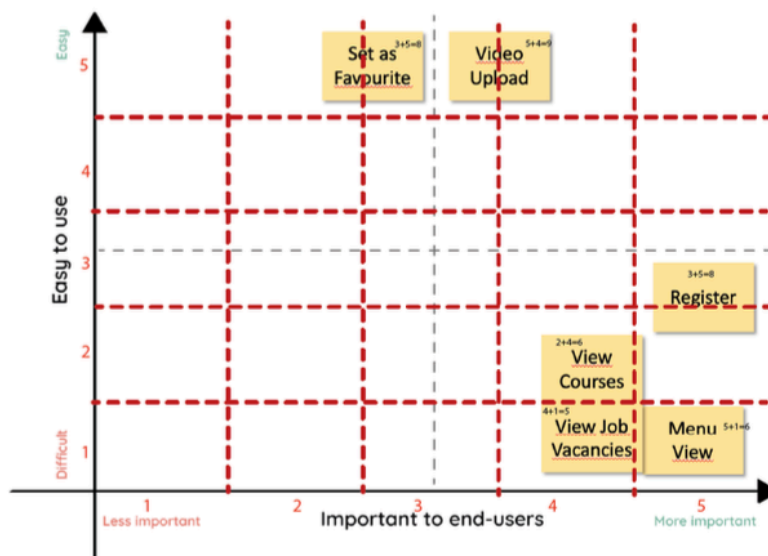 Easy
5
4
3
2
1
Difficult
Easy to use
3+5=8
Set as
Favourite
5+4=9
Video
Upload
3+5=8
Register
2+4=6
View
Courses
4+1=5
View Job
Vacancies
Menu
5+1=6
View
1
2
3
4
5
Less important
Important to end-users
More important